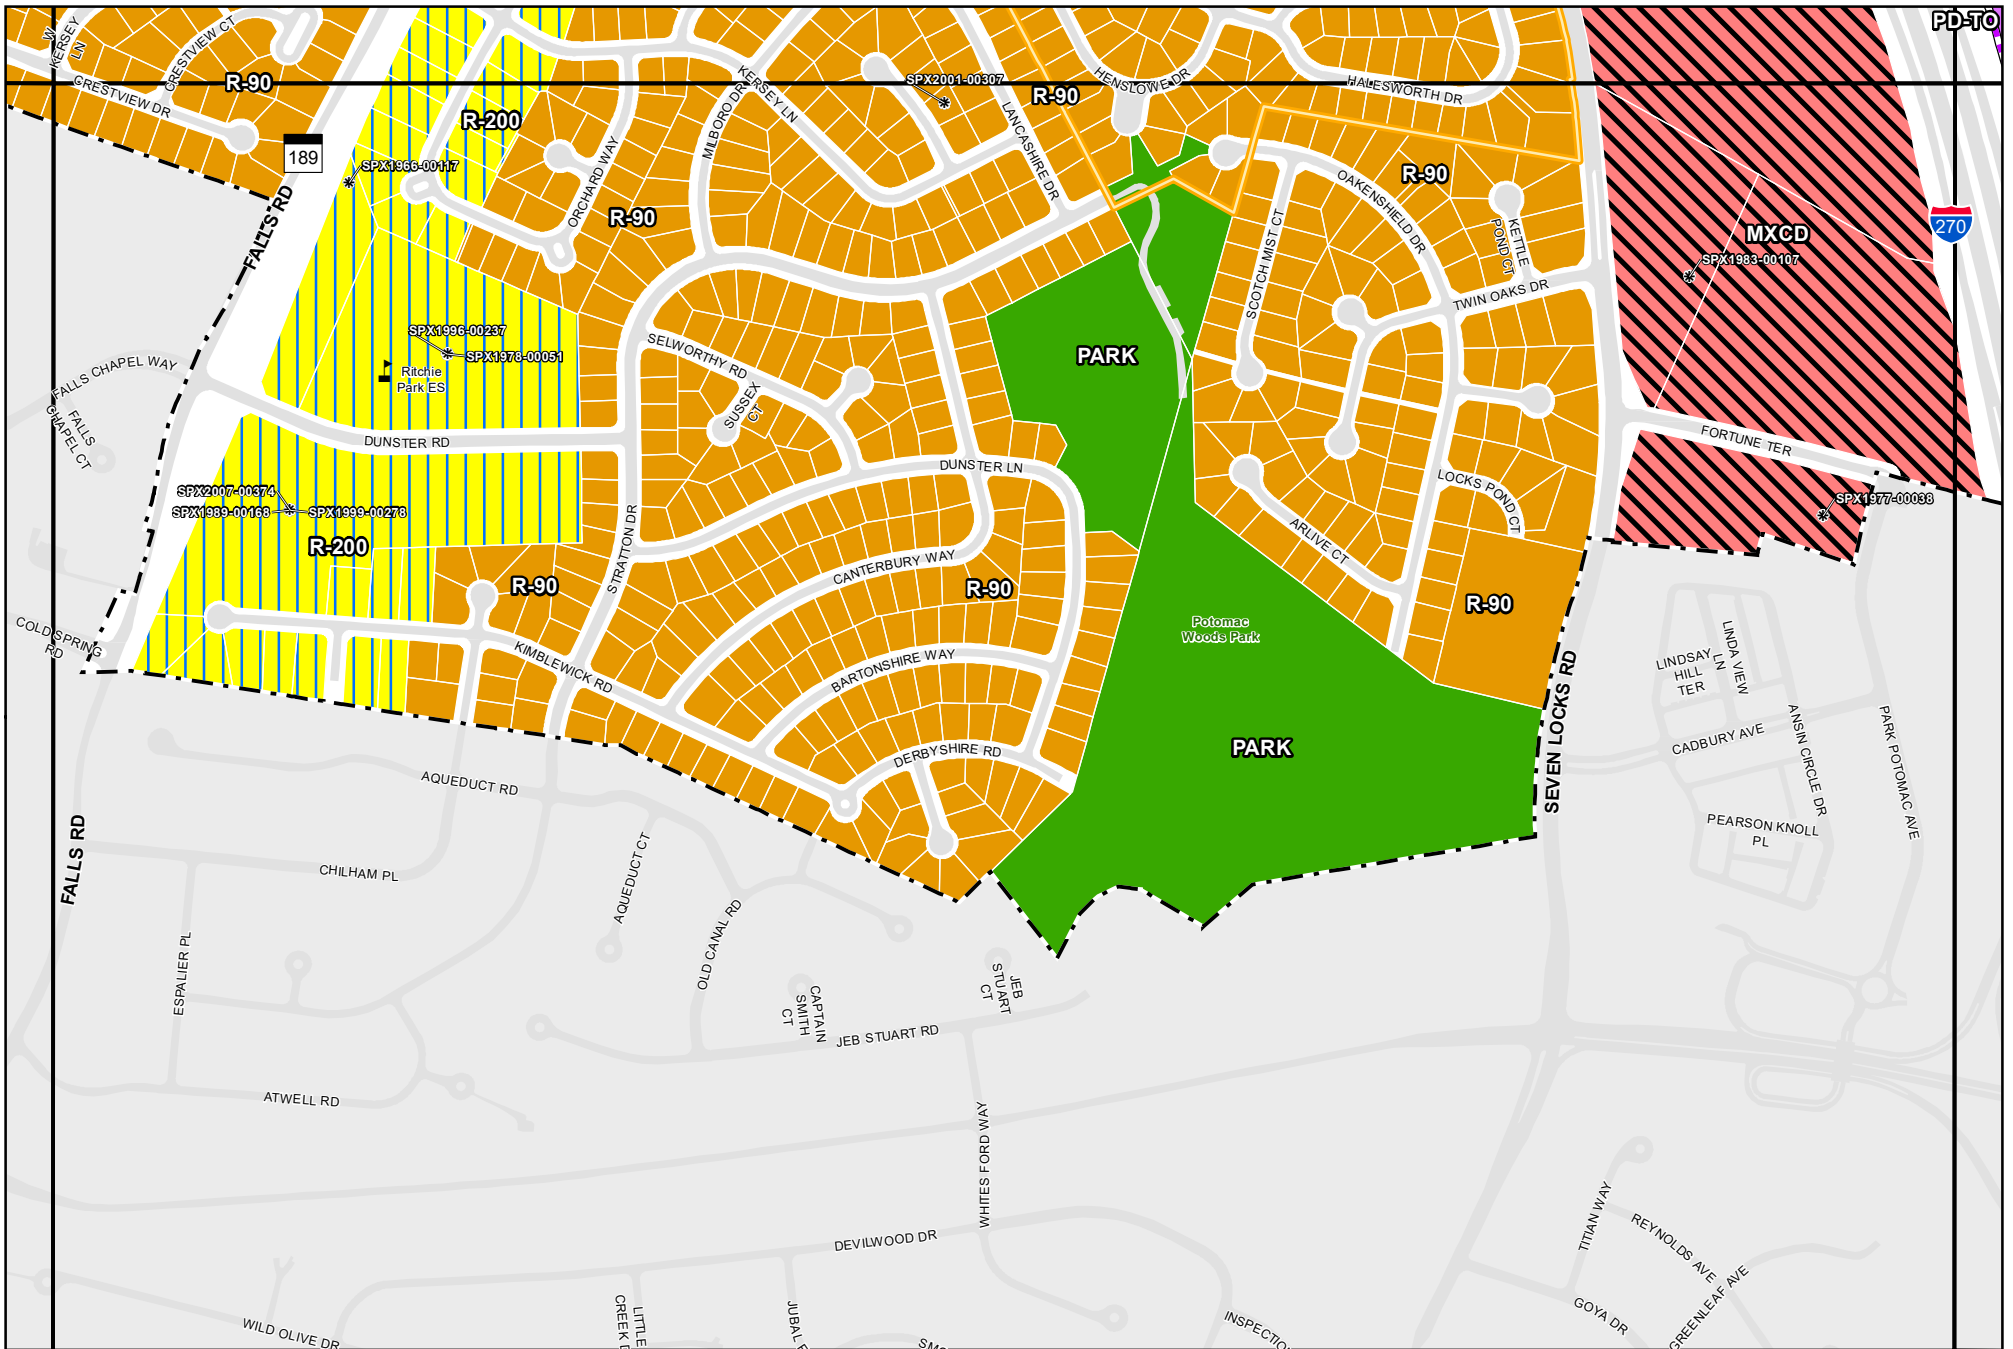 PD-TO
W
KERSEY
LN
CRESTVIEW CT
CRESTVIEW DR
R-90
189
FALLS RD
R-200
SPX1966-00117
ORCHARD WAY
R-90
MILBORO DR
KERSEY LN
SPX2001-00307
LANCASHIRE DR
R-90
HENSLOWE DR
HALESWORTH DR
R-90
OAKENSHIELD DR
SCOTCH MIST CT
KETTLE
POND CT
TWIN OAKS DR
MXCD
SPX1983-00107
270
FALLS CHAPEL WAY
FALLS
CHAPEL CT
SPX1996-00237
SPX1978-00051
Ritchie
Park ES
SELWORTHY RD
SUSSEX
CT
PARK
DUNSTER RD
DUNSTER LN
FORTUNE TER
LOCKS POND CT
SPX1977-00038
SPX2007-00374
SPX1989-00168
SPX1999-00278
R-200
STRATTON DR
ARLIVE CT
CANTERBURY WAY
R-90
R-90
R-90
Potomac
Woods Park
COLD SPRING
RD
KIMBLEWICK RD
BARTONSHIRE WAY
DERBYSHIRE RD
PARK
SEVEN LOCKS RD
LINDSAY
HILL
TER
LINDA VIEW
LN
CADBURY AVE
ANSIN CIRCLE DR
PARK POTOMAC AVE
PEARSON KNOLL
PL
AQUEDUCT RD
FALLS RD
CHILHAM PL
AQUEDUCT CT
OLD CANAL RD
ESPALIER PL
CAPTAIN
SMITH
CT
JEB
STUART
CT
JEB STUART RD
ATWELL RD
WHITES FORD WAY
DEVILWOOD DR
TITIAN WAY
REYNOLDS AVE
GREENLEAF AVE
GOYA DR
WILD OLIVE DR
LITTLE
CREEK
JUBAL